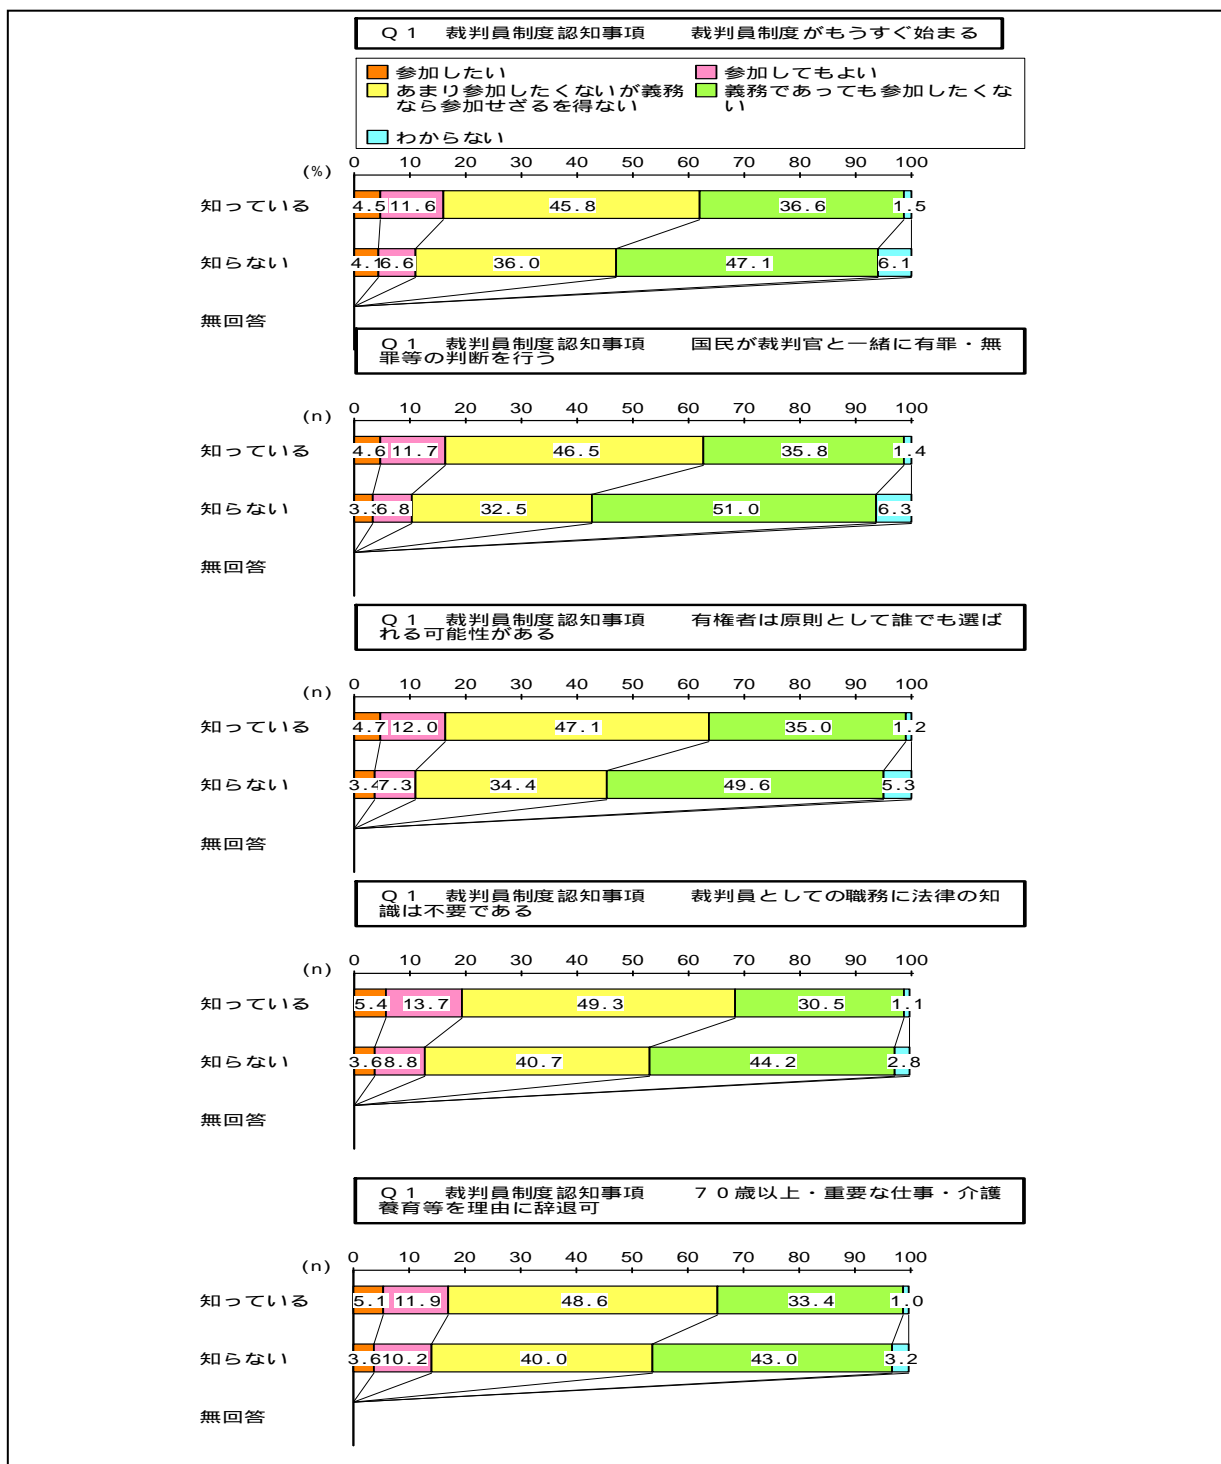 Q1 裁判員制度認知事項 裁判員制度がもうすぐ始まる
参加したい 参加してもよい
あまり参加したくないが義務 義務であっても参加したくな
なら参加せざるを得ない い
わからない
(%) 0 10 20 30 40 50 60 70 80 90 100
知っている 4.5 11.6 45.8 36.6 1.5
知らない 4.1 6.6 36.0 47.1 6.1
無回答
Q1 裁判員制度認知事項 国民が裁判官と一緒に有罪・無
罪等の判断を行う
(n) 0 10 20 30 40 50 60 70 80 90 100
知っている 4.6 11.7 46.5 35.8 1.4
知らない 3.3 6.8 32.5 51.0 6.3
無回答
Q1 裁判員制度認知事項 有権者は原則として誰でも選ば
れる可能性がある
(n) 0 10 20 30 40 50 60 70 80 90 100
知っている 4.7 12.0 47.1 35.0 1.2
知らない 3.4 7.3 34.4 49.6 5.3
無回答
Q1 裁判員制度認知事項 裁判員としての職務に法律の知
識は不要である
(n) 0 10 20 30 40 50 60 70 80 90 100
知っている 5.4 13.7 49.3 30.5 1.1
知らない 3.6 8.8 40.7 44.2 2.8
無回答
Q1 裁判員制度認知事項 70歳以上・重要な仕事・介護
養育等を理由に辞退可
(n) 0 10 20 30 40 50 60 70 80 90 100
知っている 5.1 11.9 48.6 33.4 1.0
知らない 3.6 10.2 40.0 43.0 3.2
無回答